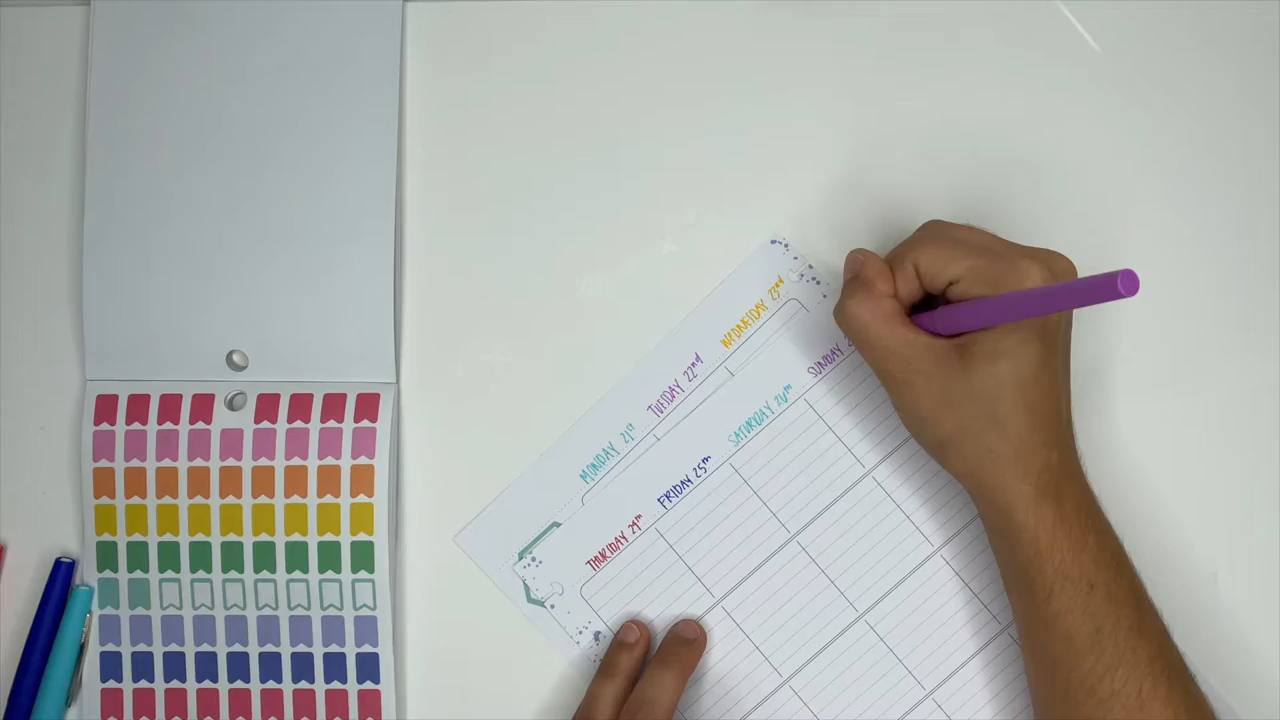 MONDAY 21st
TUESDAY 22nd
WEDNESDAY 23rd
THURSDAY 24th
FRIDAY 25th
SATURDAY 26th
SUNDAY